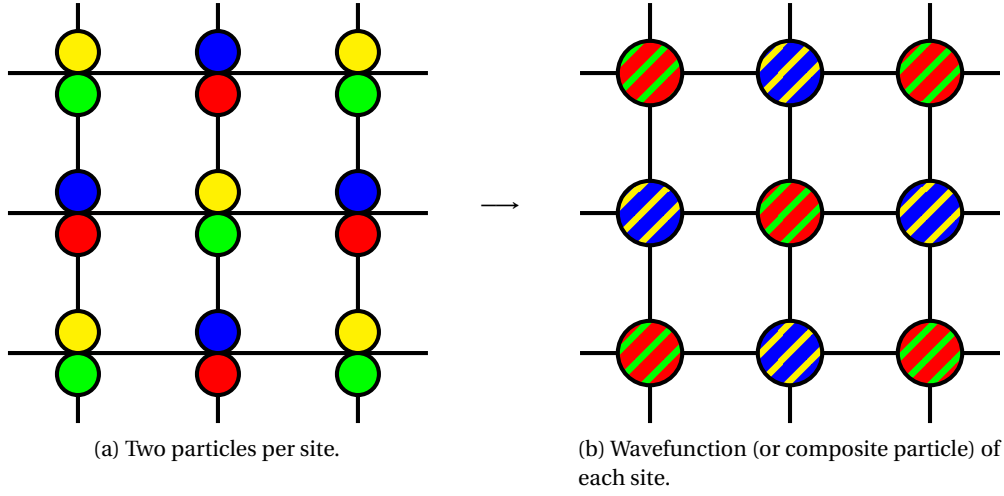 (a) Two particles per site.
(b) Wavefunction (or composite particle) of
each site.